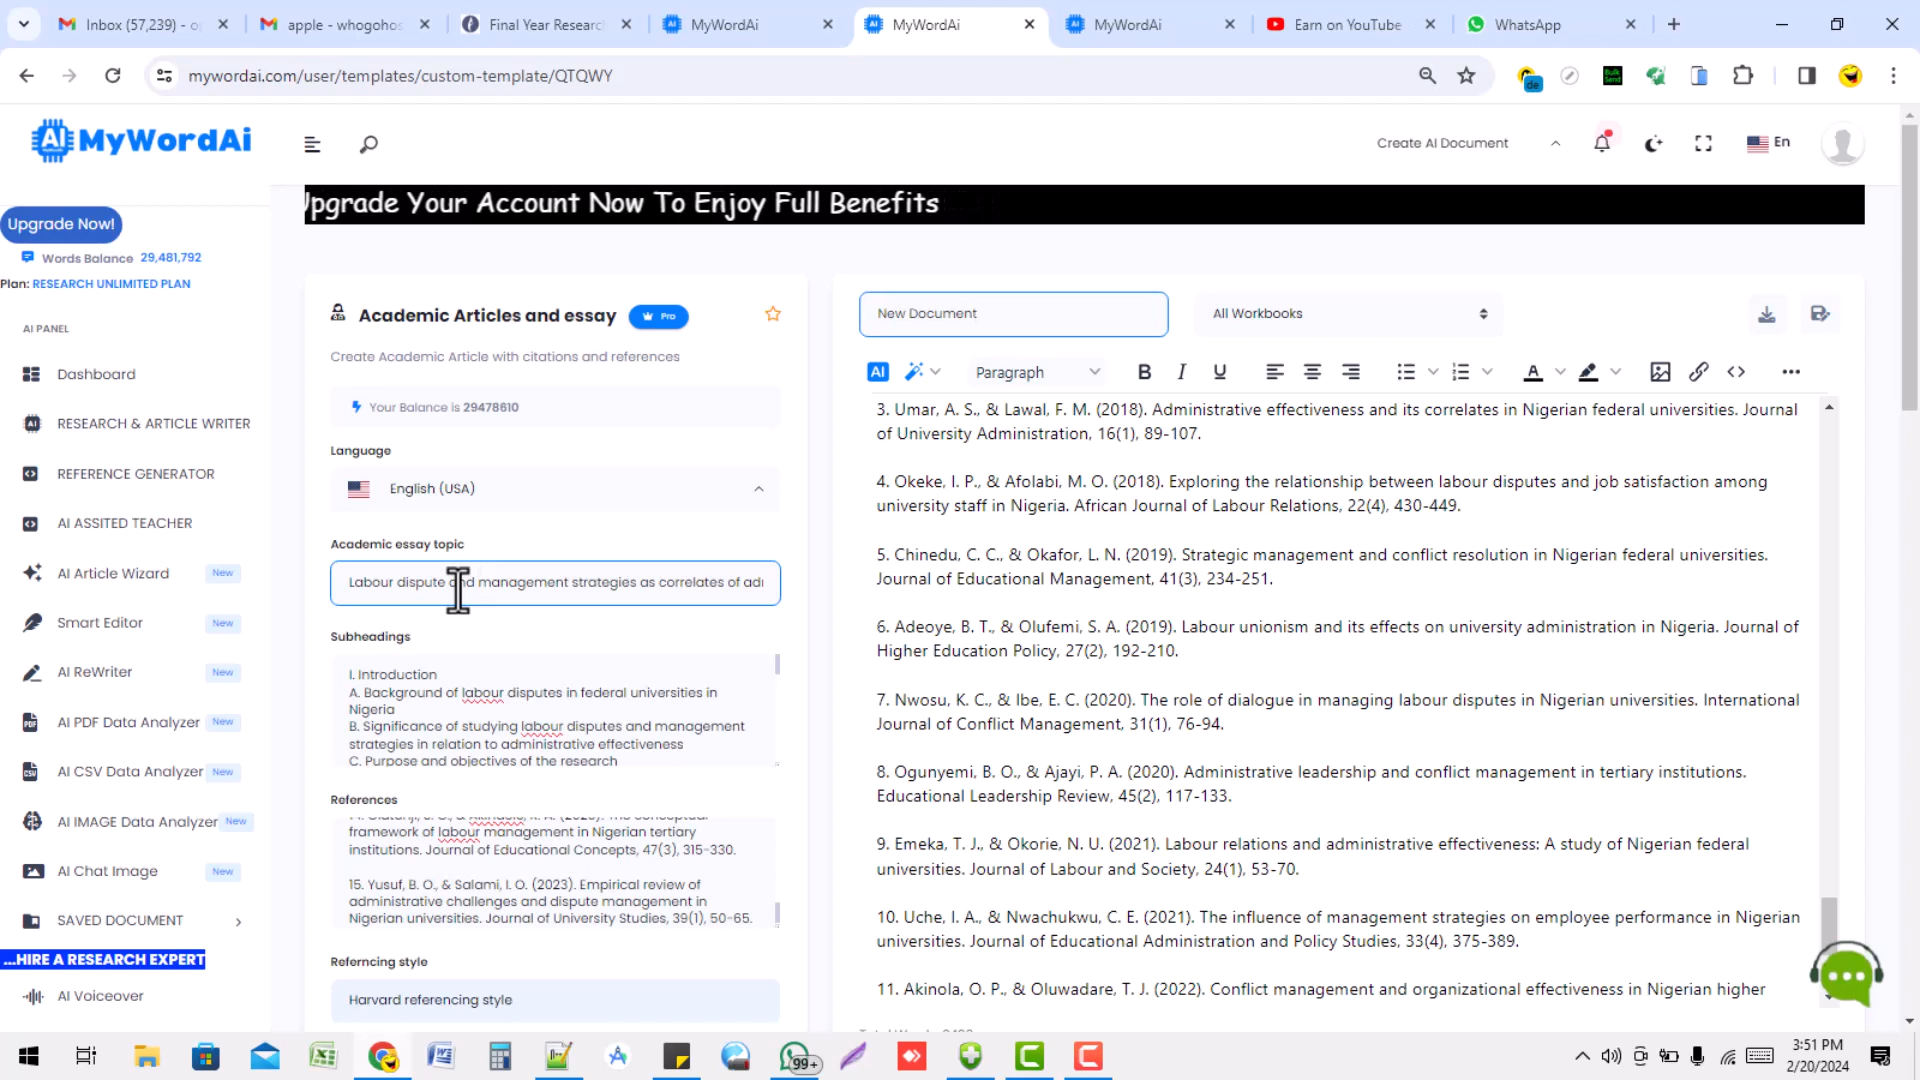 Inbox (57,239) - o
apple - whogohos
Final Year Researc
MyWordAi
MyWordAi
MyWordAi
Earn on YouTube
WhatsApp
mywordai.com/user/templates/custom-template/QTQWY
de
Bulk Send
AI MyWordAi
Create AI Document
En
Upgrade Your Account Now To Enjoy Full Benefits
Upgrade Now!
Words Balance 29,481,792
Plan: RESEARCH UNLIMITED PLAN
AI PANEL
Dashboard
RESEARCH & ARTICLE WRITER
REFERENCE GENERATOR
AI ASSITED TEACHER
AI Article Wizard New
Smart Editor New
AI ReWriter New
AI PDF Data Analyzer New
AI CSV Data Analyzer New
AI IMAGE Data Analyzer New
AI Chat Image New
SAVED DOCUMENT
...HIRE A RESEARCH EXPERT
AI Voiceover
Academic Articles and essay Pro
Create Academic Article with citations and references
Your Balance is 29478610
Language
English (USA)
Academic essay topic
Labour dispute and management strategies as correlates of adr
Subheadings
I. Introduction
A. Background of labour disputes in federal universities in
Nigeria
B. Significance of studying labour disputes and management
strategies in relation to administrative effectiveness
C. Purpose and objectives of the research
References
framework of labour management in Nigerian tertiary
institutions. Journal of Educational Concepts, 47(3), 315-330.
15. Yusuf, B. O., & Salami, I. O. (2023). Empirical review of
administrative challenges and dispute management in
Nigerian universities. Journal of University Studies, 39(1), 50-65.
Referncing style
Harvard referencing style
New Document
All Workbooks
AI
Paragraph
B I U
A
3. Umar, A. S., & Lawal, F. M. (2018). Administrative effectiveness and its correlates in Nigerian federal universities. Journal
of University Administration, 16(1), 89-107.
4. Okeke, I. P., & Afolabi, M. O. (2018). Exploring the relationship between labour disputes and job satisfaction among
university staff in Nigeria. African Journal of Labour Relations, 22(4), 430-449.
5. Chinedu, C. C., & Okafor, L. N. (2019). Strategic management and conflict resolution in Nigerian federal universities.
Journal of Educational Management, 41(3), 234-251.
6. Adeoye, B. T., & Olufemi, S. A. (2019). Labour unionism and its effects on university administration in Nigeria. Journal of
Higher Education Policy, 27(2), 192-210.
7. Nwosu, K. C., & Ibe, E. C. (2020). The role of dialogue in managing labour disputes in Nigerian universities. International
Journal of Conflict Management, 31(1), 76-94.
8. Ogunyemi, B. O., & Ajayi, P. A. (2020). Administrative leadership and conflict management in tertiary institutions.
Educational Leadership Review, 45(2), 117-133.
9. Emeka, T. J., & Okorie, N. U. (2021). Labour relations and administrative effectiveness: A study of Nigerian federal
universities. Journal of Labour and Society, 24(1), 53-70.
10. Uche, I. A., & Nwachukwu, C. E. (2021). The influence of management strategies on employee performance in Nigerian
universities. Journal of Educational Administration and Policy Studies, 33(4), 375-389.
11. Akinola, O. P., & Oluwadare, T. J. (2022). Conflict management and organizational effectiveness in Nigerian higher
99+
3:51 PM
2/20/2024